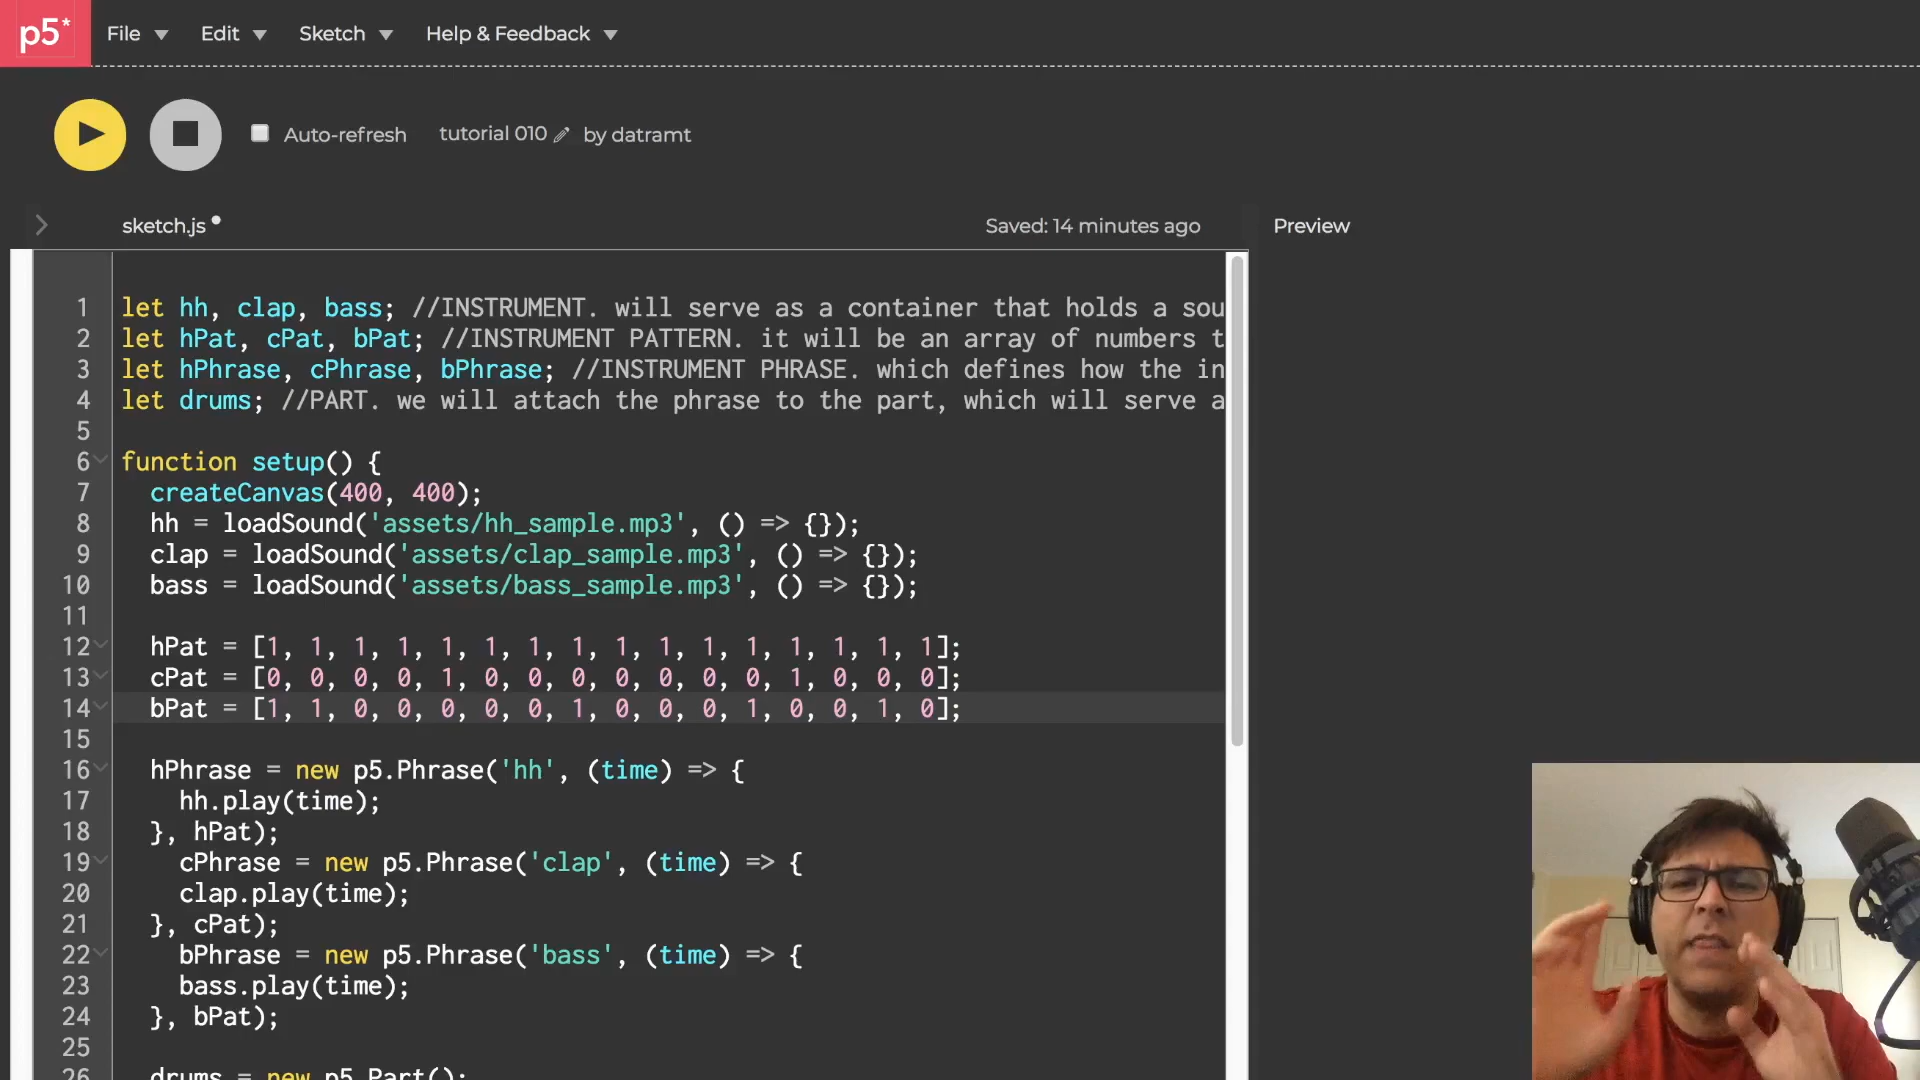 p5* File Edit Sketch Help & Feedback
Auto-refresh tutorial 010 by datramt
sketch.js Saved: 14 minutes ago Preview
1 let hh, clap, bass; //INSTRUMENT. will serve as a container that holds a sou
2 let hPat, cPat, bPat; //INSTRUMENT PATTERN. it will be an array of numbers t
3 let hPhrase, cPhrase, bPhrase; //INSTRUMENT PHRASE. which defines how the in
4 let drums; //PART. we will attach the phrase to the part, which will serve a
5
6 function setup() {
7 createCanvas(400, 400);
8 hh = loadSound('assets/hh_sample.mp3', () => {});
9 clap = loadSound('assets/clap_sample.mp3', () => {});
10 bass = loadSound('assets/bass_sample.mp3', () => {});
11
12 hPat = [1, 1, 1, 1, 1, 1, 1, 1, 1, 1, 1, 1, 1, 1, 1, 1];
13 cPat = [0, 0, 0, 0, 1, 0, 0, 0, 0, 0, 0, 0, 1, 0, 0, 0];
14 bPat = [1, 1, 0, 0, 0, 0, 0, 1, 0, 0, 0, 1, 0, 0, 1, 0];
15
16 hPhrase = new p5.Phrase('hh', (time) => {
17 hh.play(time);
18 }, hPat);
19 cPhrase = new p5.Phrase('clap', (time) => {
20 clap.play(time);
21 }, cPat);
22 bPhrase = new p5.Phrase('bass', (time) => {
23 bass.play(time);
24 }, bPat);
25
26 drums = new p5.Part();